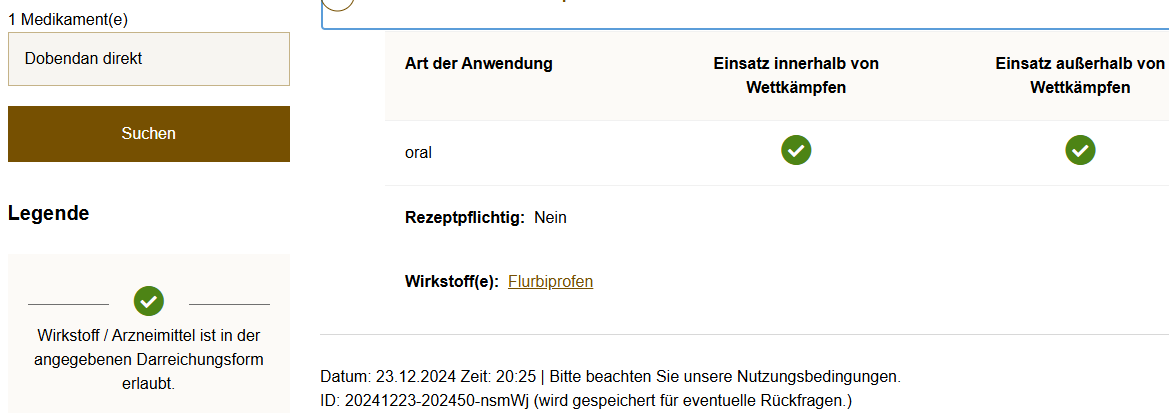 1 Medikament(e)
Dobendan direkt
Suchen
Legende
Wirkstoff / Arzneimittel ist in der
angegebenen Darreichungsform
erlaubt.
Art der Anwendung
Einsatz innerhalb von
Wettkämpfen
Einsatz außerhalb von
Wettkämpfen
oral
Rezeptpflichtig: Nein
Wirkstoff(e): Flurbiprofen
Datum: 23.12.2024 Zeit: 20:25 | Bitte beachten Sie unsere Nutzungsbedingungen.
ID: 20241223-202450-nsmWj (wird gespeichert für eventuelle Rückfragen.)